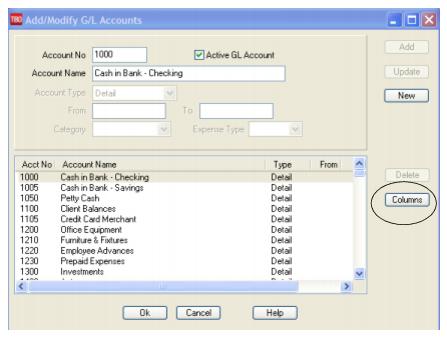 TBO Add/Modify G/L Accounts
Account No 1000 Active GL Account
Account Name Cash in Bank - Checking
Account Type Detail
From To
Category Expense Type
Add
Update
New
Acct No Account Name Type From
1000 Cash in Bank - Checking Detail
1005 Cash in Bank - Savings Detail
1050 Petty Cash Detail
1100 Client Balances Detail
1105 Credit Card Merchant Detail
1200 Office Equipment Detail
1210 Furniture & Fixtures Detail
1220 Employee Advances Detail
1230 Prepaid Expenses Detail
1300 Investments Detail
Delete
Columns
Ok Cancel Help